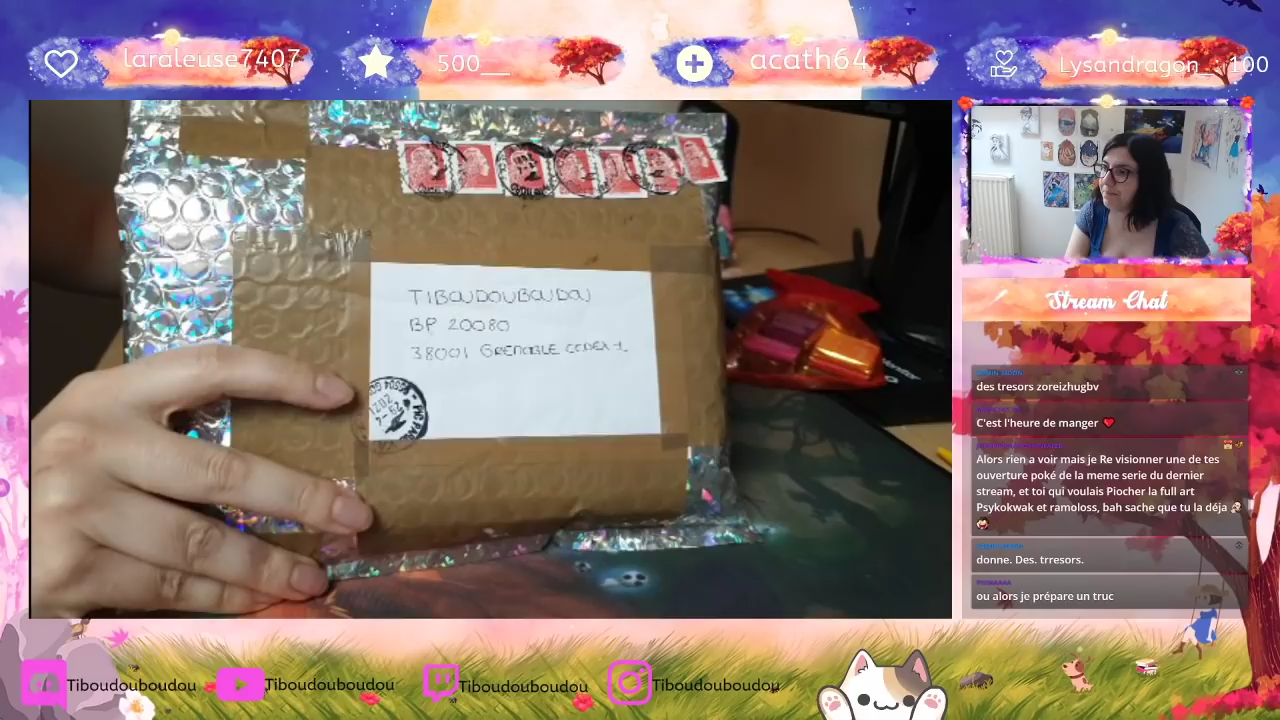 laraleuse7407
500__
acath64
Lysandragon_: 100
TIBOUDOUBOUDOU
BP 20080
38001 GRENOBLE CEDEX 1
Stream Chat
des tresors zoreizhugbv
C'est l'heure de manger
Alors rien a voir mais je Re visionner une de tes
ouverture poké de la meme serie du dernier
stream, et toi qui voulais Piocher la full art
Psykokwak et ramoloss, bah sache que tu la déja
donne. Des. trresors.
ou alors je prépare un truc
Tiboudouboudou
Tiboudouboudou
Tiboudouboudou
Tiboudouboudou